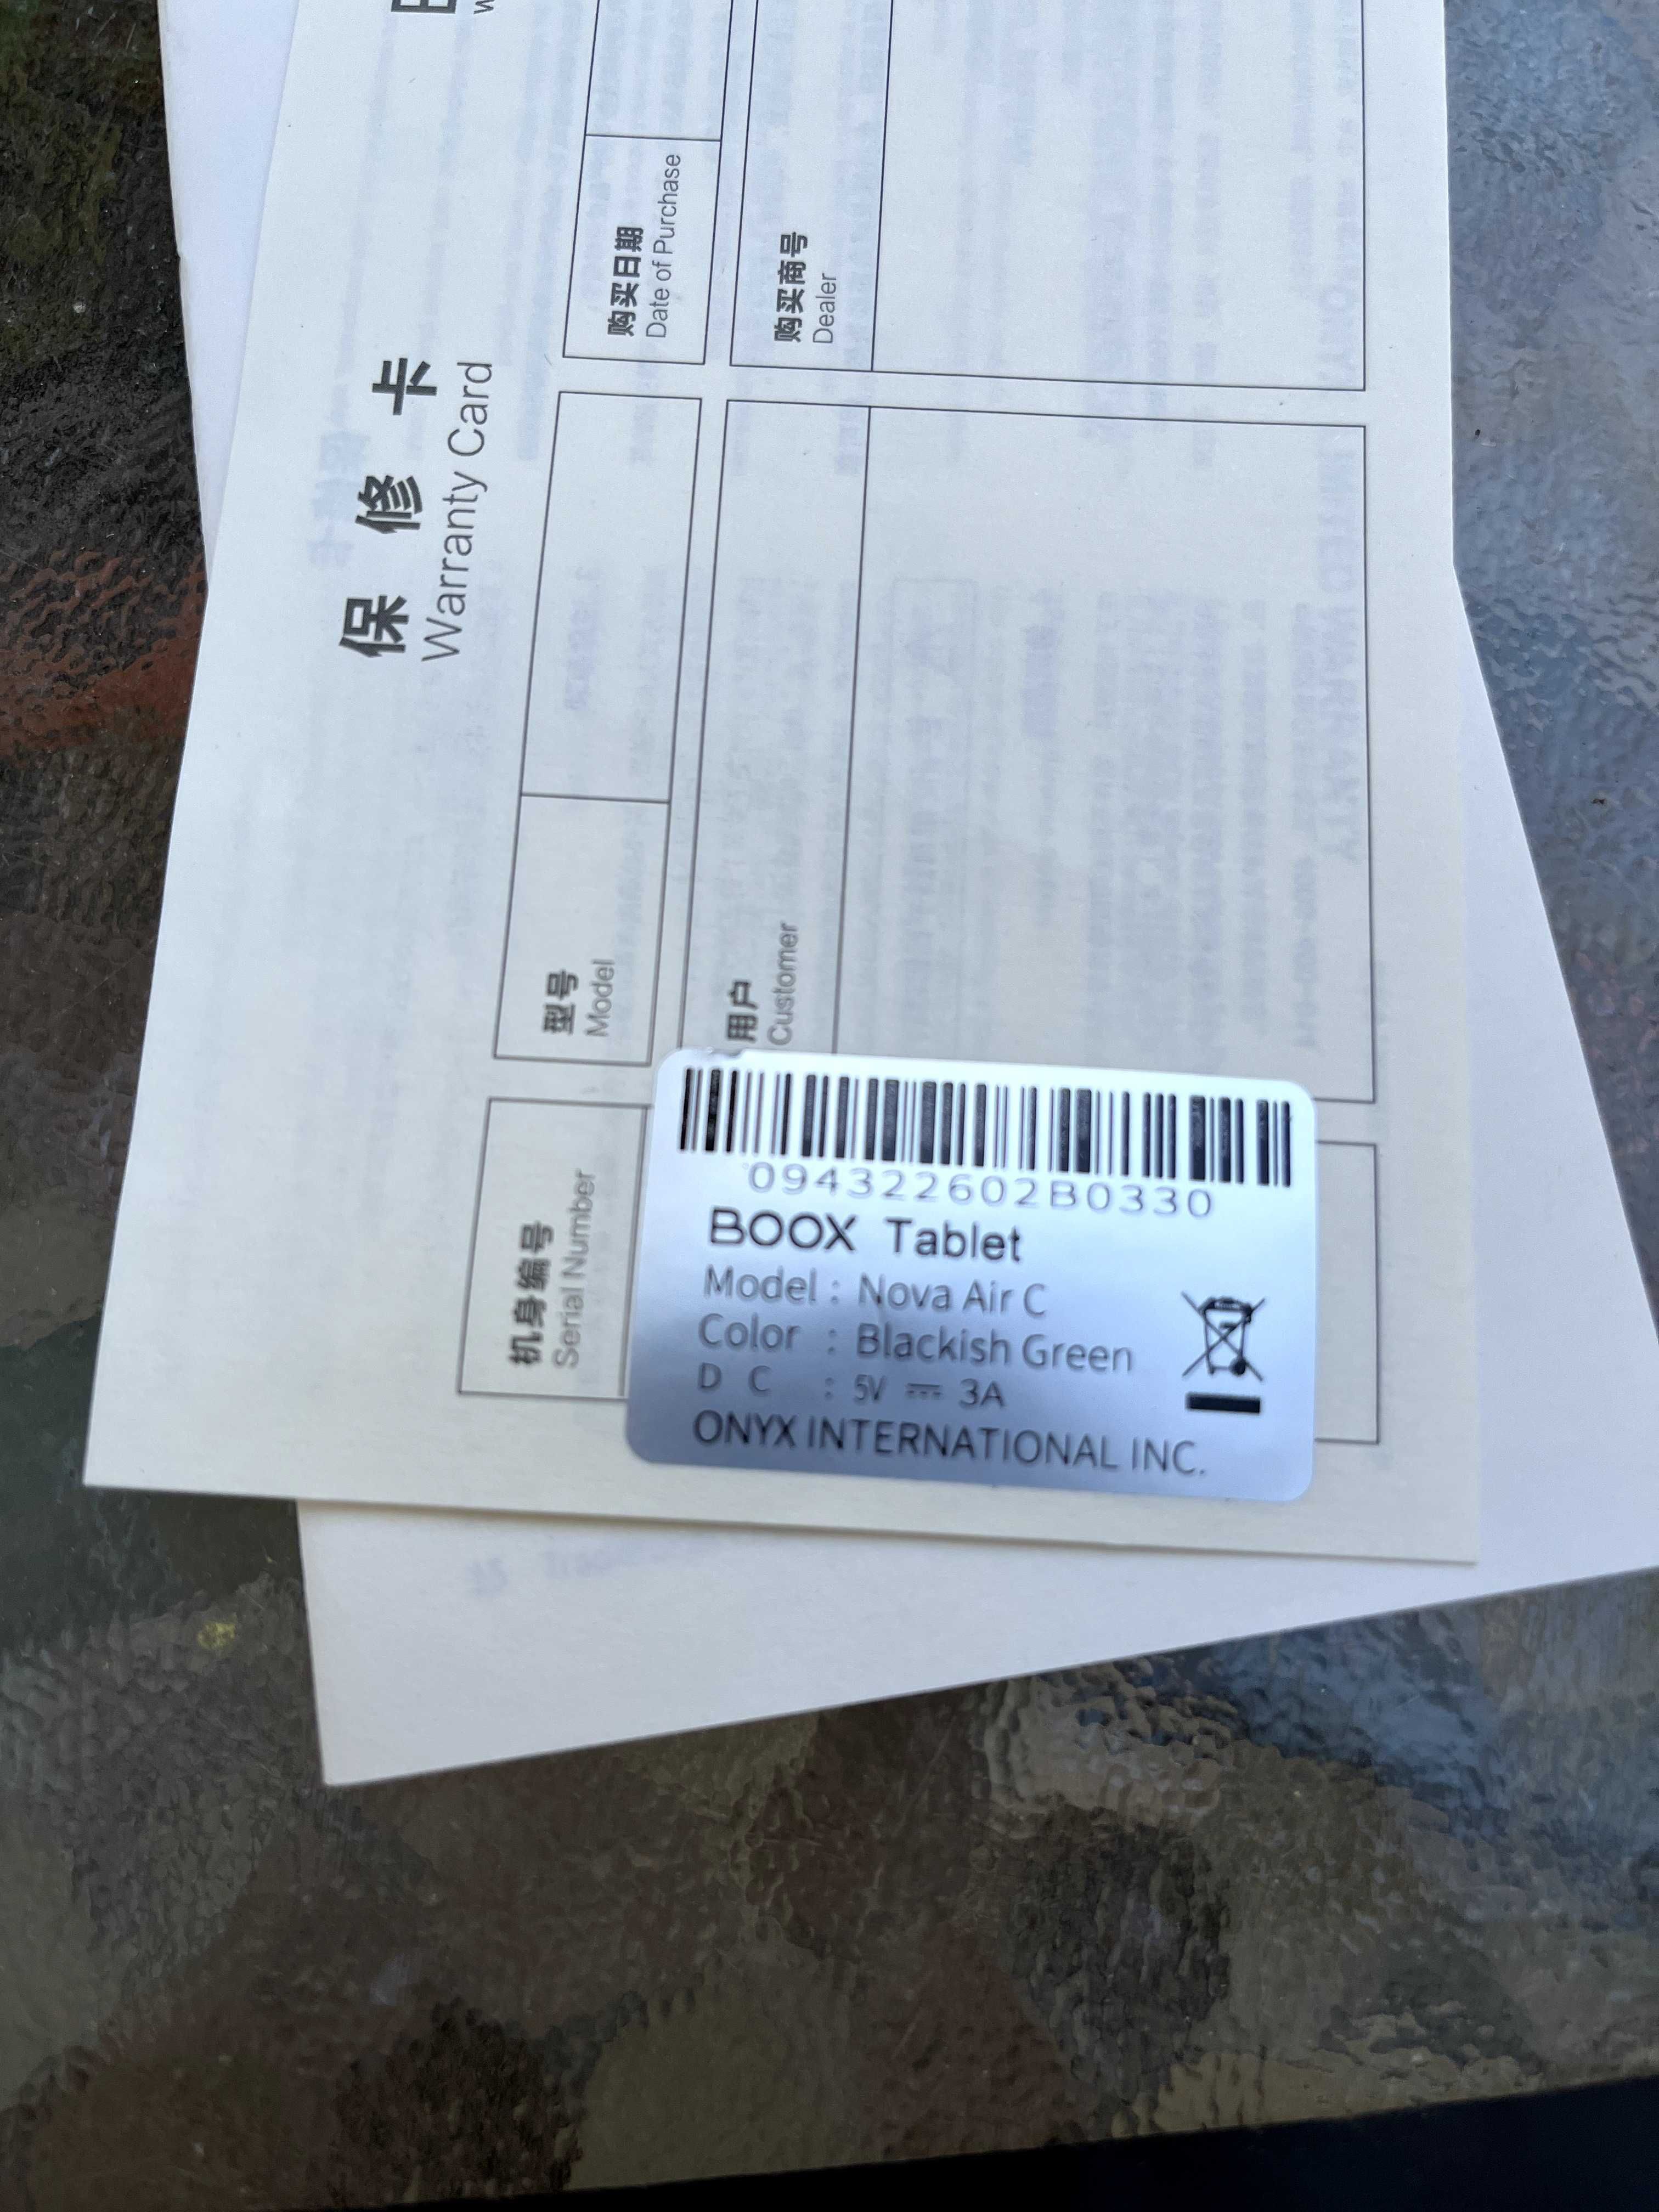 保 修 卡
Warranty Card
购买日期
Date of Purchase
型号
Model
机身编号
Serial Number
购买商号
Dealer
用户
Customer
094322602B0330
BOOX Tablet
Model : Nova Air C
Color : Blackish Green
D C : 5V ⎓ 3A
ONYX INTERNATIONAL INC.